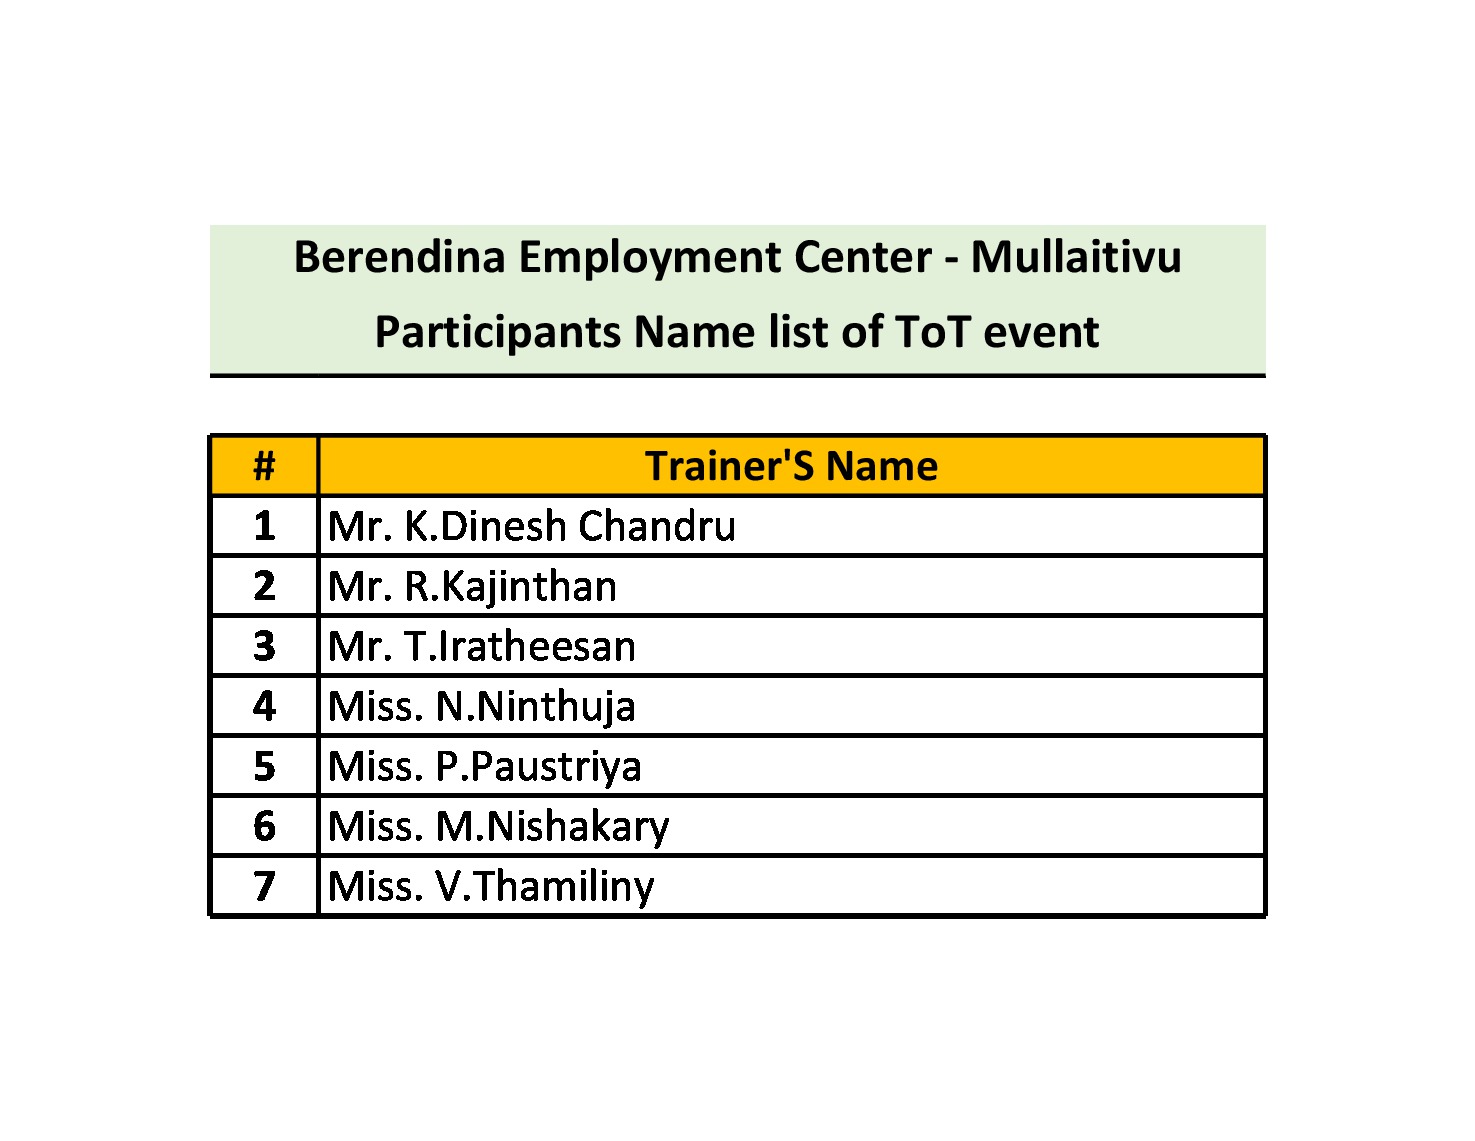 Berendina Employment Center - Mullaitivu
Participants Name list of ToT event
# Trainer'S Name
1 Mr. K.Dinesh Chandru
2 Mr. R.Kajinthan
3 Mr. T.Iratheesan
4 Miss. N.Ninthuja
5 Miss. P.Paustriya
6 Miss. M.Nishakary
7 Miss. V.Thamiliny